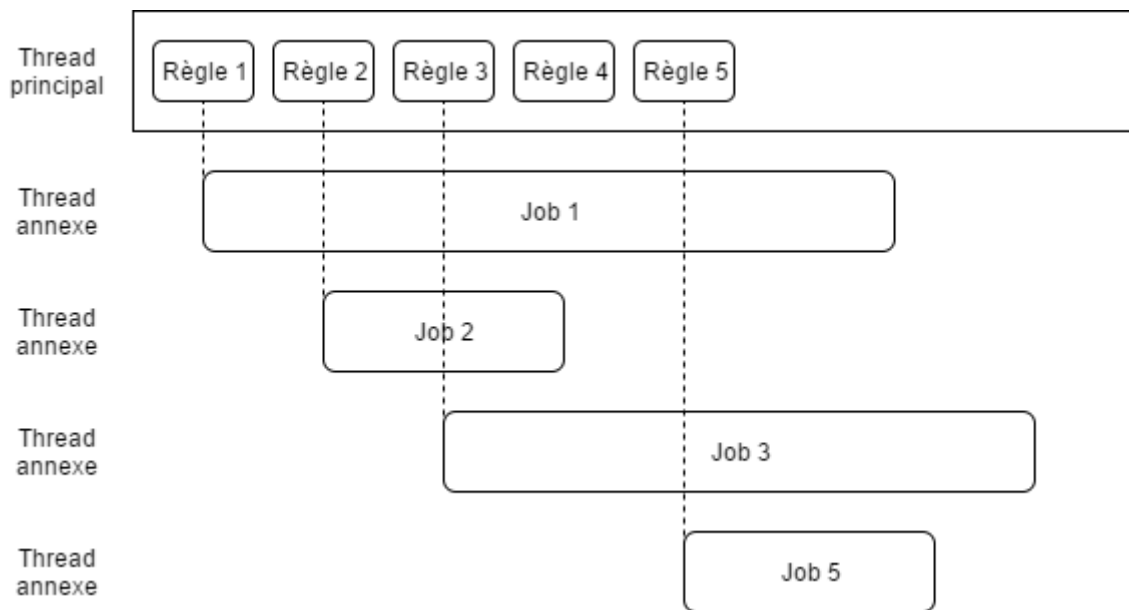 Thread
principal
Règle 1
Règle 2
Règle 3
Règle 4
Règle 5
Thread
annexe
Job 1
Thread
annexe
Job 2
Thread
annexe
Job 3
Thread
annexe
Job 5